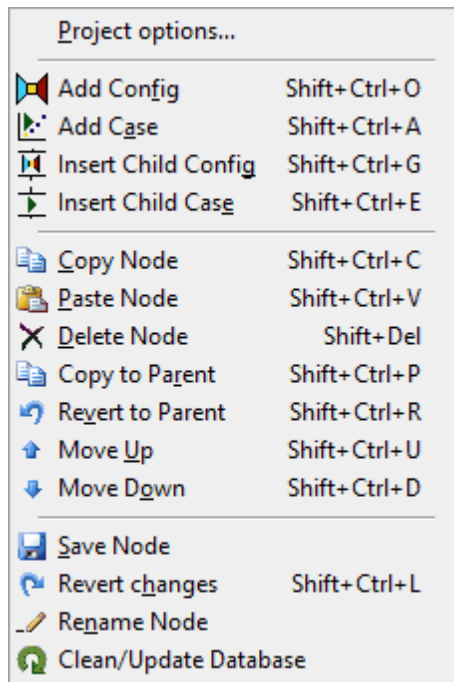 Project options...
Add Config Shift+Ctrl+O
Add Case Shift+Ctrl+A
Insert Child Config Shift+Ctrl+G
Insert Child Case Shift+Ctrl+E
Copy Node Shift+Ctrl+C
Paste Node Shift+Ctrl+V
Delete Node Shift+Del
Copy to Parent Shift+Ctrl+P
Revert to Parent Shift+Ctrl+R
Move Up Shift+Ctrl+U
Move Down Shift+Ctrl+D
Save Node
Revert changes Shift+Ctrl+L
Rename Node
Clean/Update Database